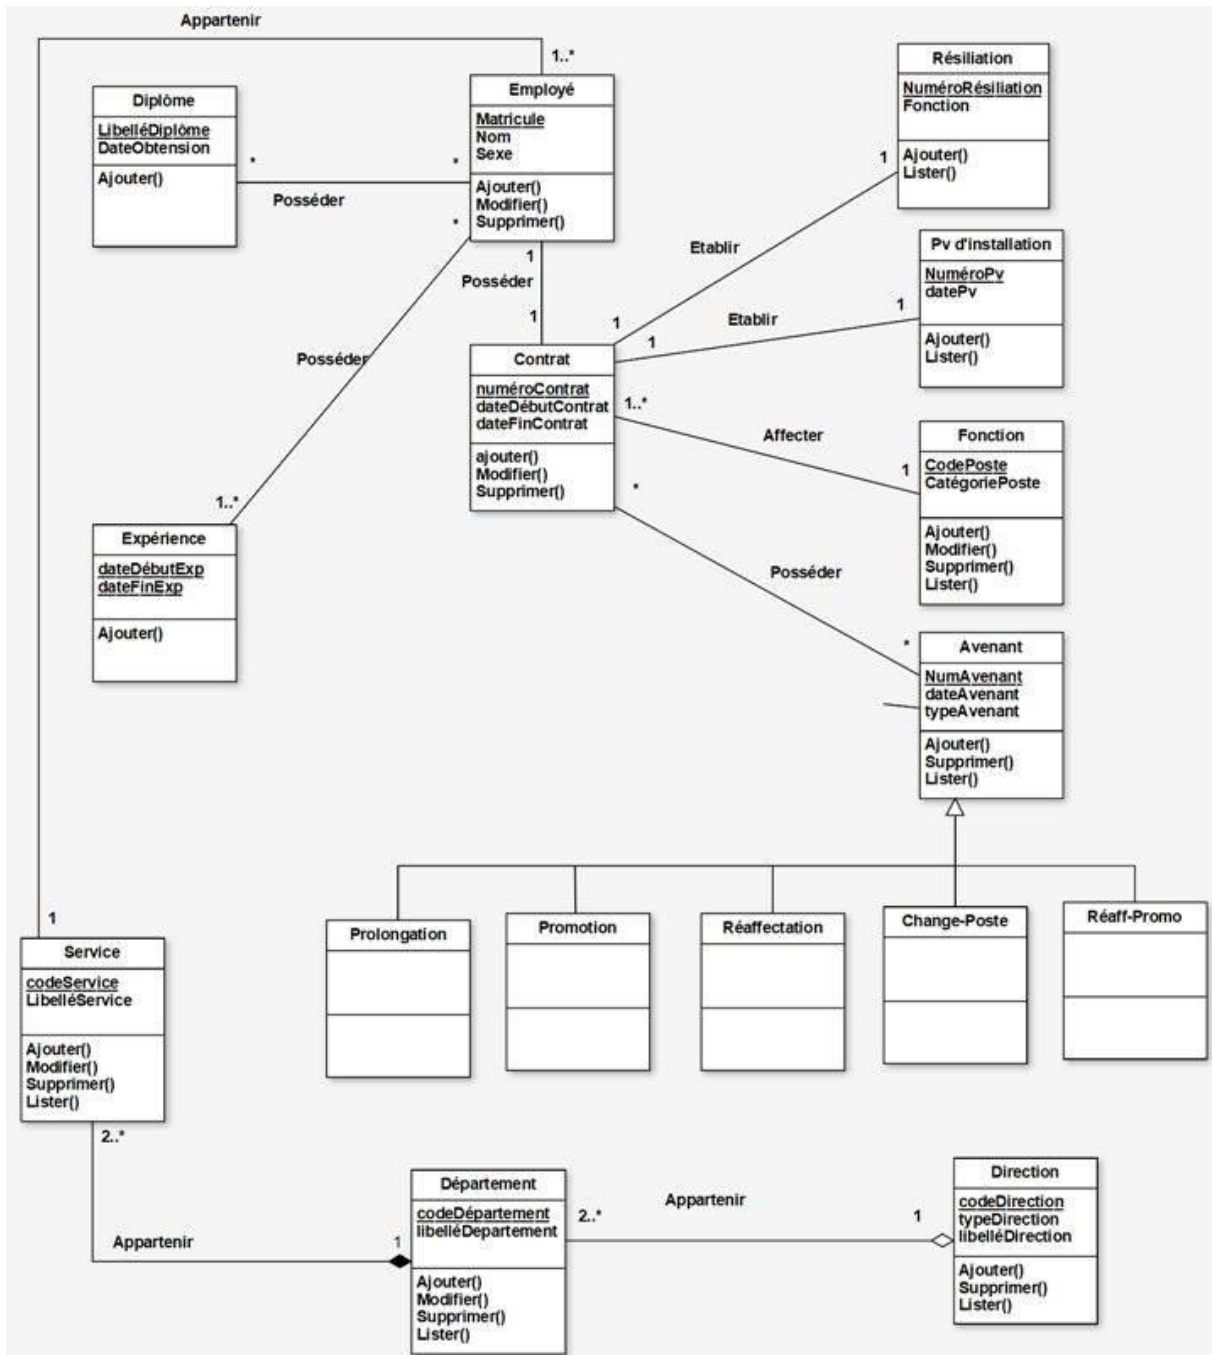 Appartenir
1..*
Employé
Matricule
Nom
Sexe
Ajouter()
Modifier()
Supprimer()
Diplôme
LibelléDiplôme
DateObtension
Ajouter()
*
*
Posséder
*
Posséder
1..*
Expérience
dateDébutExp
dateFinExp
Ajouter()
1
Posséder
1
Contrat
numéroContrat
dateDébutContrat
dateFinContrat
ajouter()
Modifier()
Supprimer()
Résiliation
NuméroRésiliation
Fonction
Ajouter()
Lister()
1
Etablir
1
Pv d'installation
NuméroPv
datePv
Ajouter()
Lister()
1
Etablir
1
1..*
Affecter
1
Fonction
CodePoste
CatégoriePoste
Ajouter()
Modifier()
Supprimer()
Lister()
*
Posséder
*
Avenant
NumAvenant
dateAvenant
typeAvenant
Ajouter()
Supprimer()
Lister()
Prolongation
Promotion
Réaffectation
Change-Poste
Réaff-Promo
1
Service
codeService
LibelléService
Ajouter()
Modifier()
Supprimer()
Lister()
2..*
Appartenir
1
Département
codeDépartement
libelléDepartement
Ajouter()
Modifier()
Supprimer()
Lister()
2..*
Appartenir
1
Direction
codeDirection
typeDirection
libelléDirection
Ajouter()
Supprimer()
Lister()